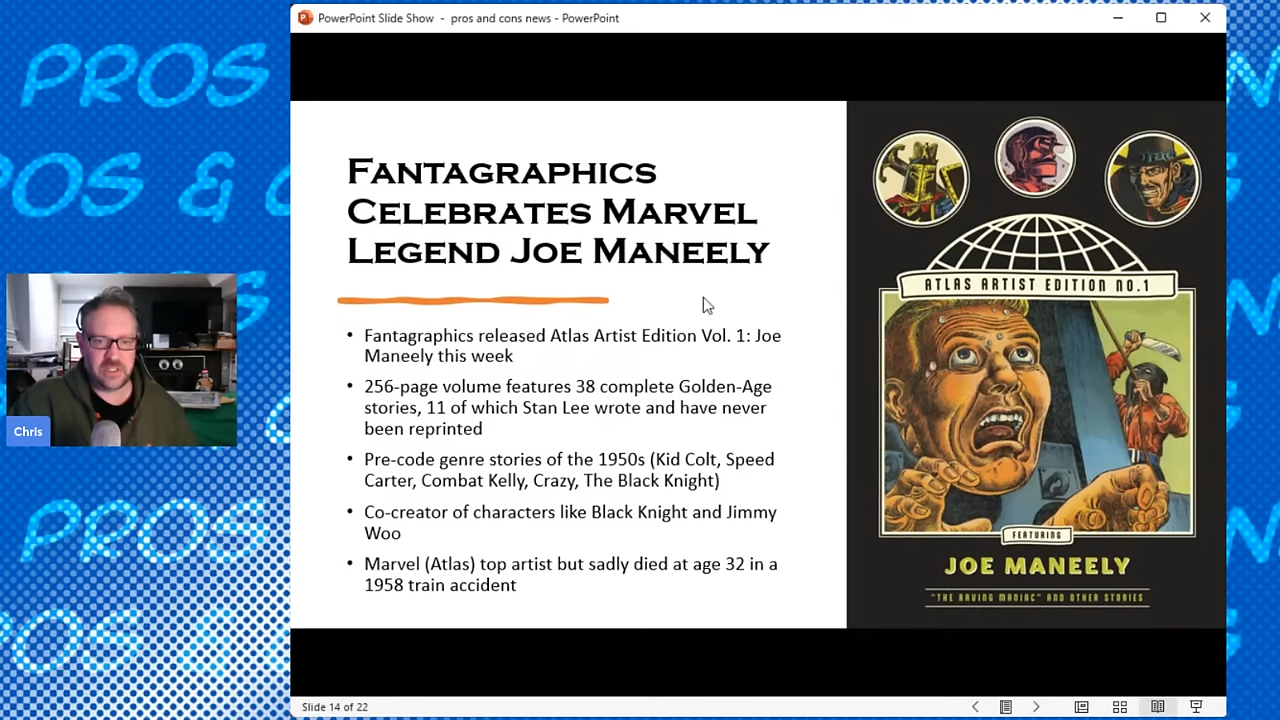 PowerPoint Slide Show - pros and cons news - PowerPoint
PROS
PROS &
FANTAGRAPHICS
CELEBRATES MARVEL
LEGEND JOE MANEELY
• Fantagraphics released Atlas Artist Edition Vol. 1: Joe
Maneely this week
• 256-page volume features 38 complete Golden-Age
stories, 11 of which Stan Lee wrote and have never
been reprinted
• Pre-code genre stories of the 1950s (Kid Colt, Speed
Carter, Combat Kelly, Crazy, The Black Knight)
• Co-creator of characters like Black Knight and Jimmy
Woo
• Marvel (Atlas) top artist but sadly died at age 32 in a
1958 train accident
ATLAS ARTIST EDITION NO.1
FEATURING
JOE MANEELY
"THE RAVING MANIAC" AND OTHER STORIES
Chris
PROS
Slide 14 of 22